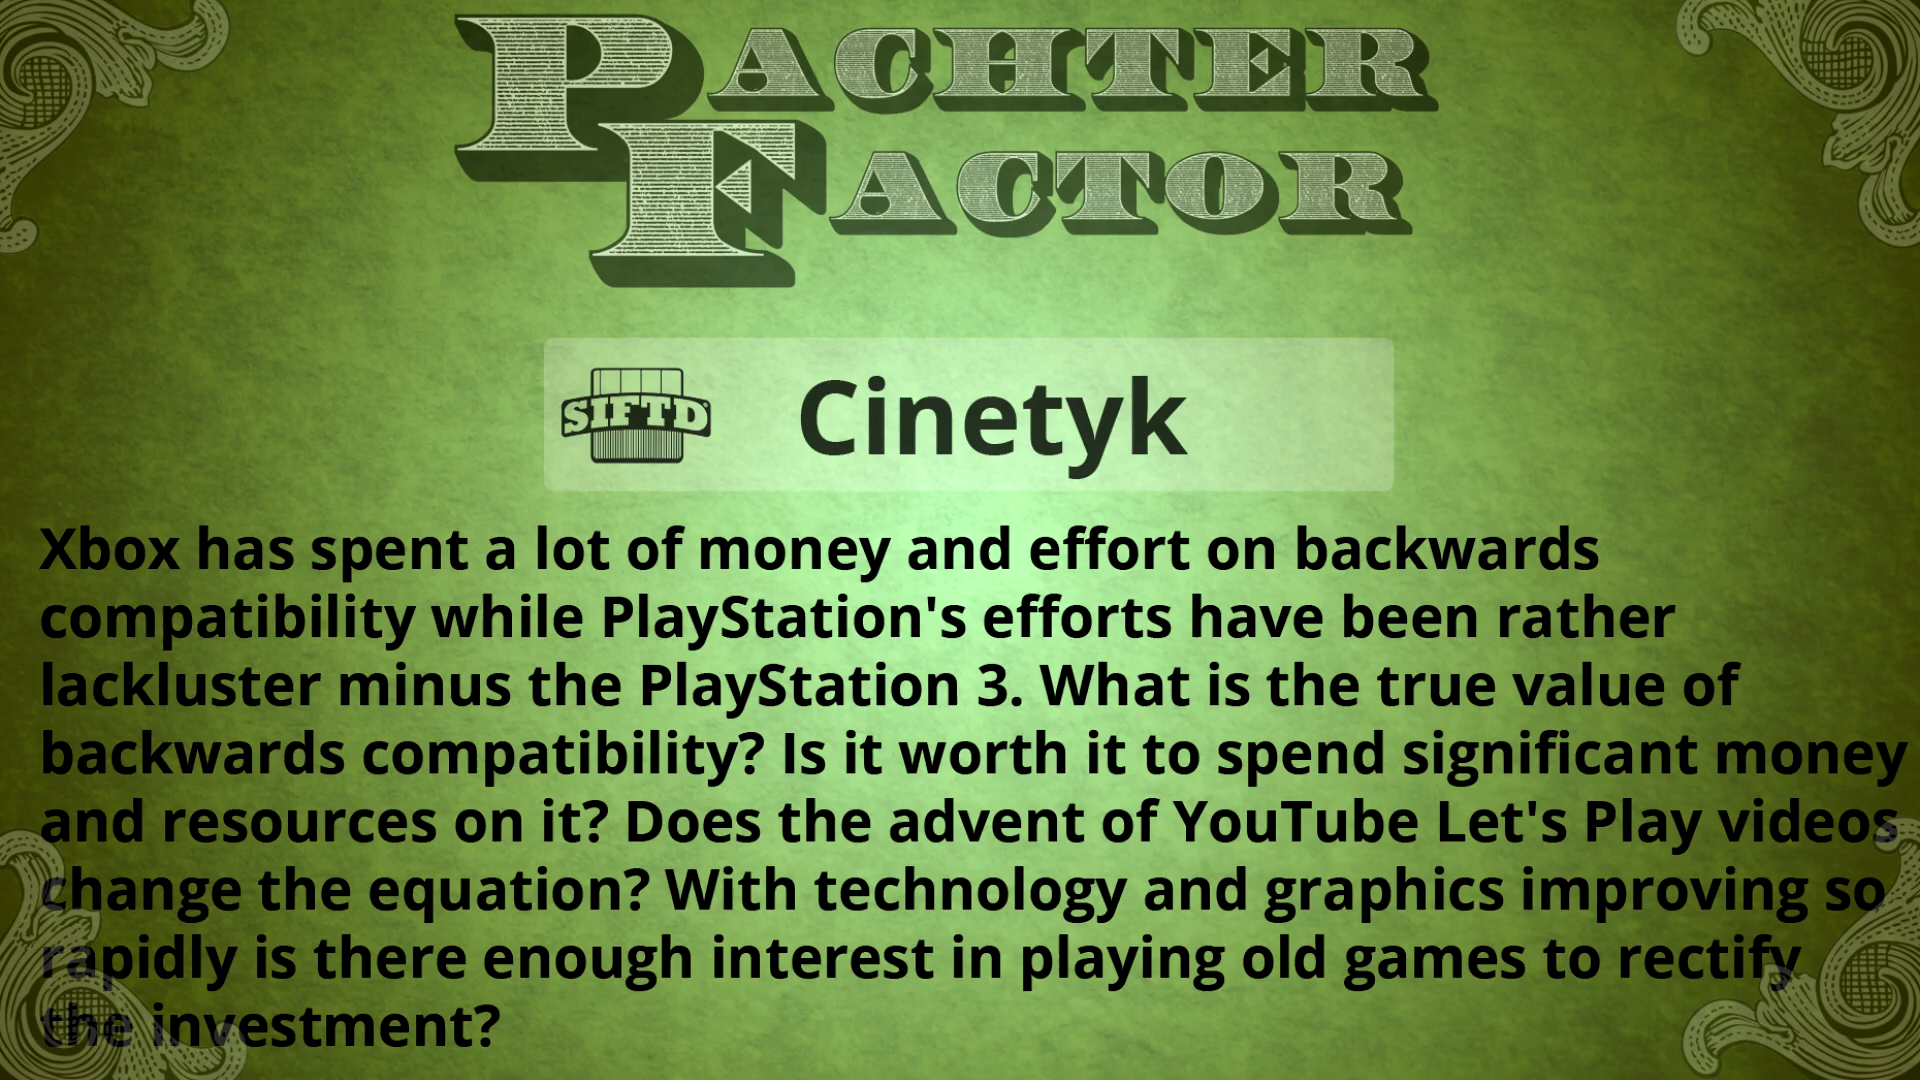 PACHTER
FACTOR
SIFTD
Cinetyk
Xbox has spent a lot of money and effort on backwards
compatibility while PlayStation's efforts have been rather
lackluster minus the PlayStation 3. What is the true value of
backwards compatibility? Is it worth it to spend significant money
and resources on it? Does the advent of YouTube Let's Play videos
change the equation? With technology and graphics improving so
rapidly is there enough interest in playing old games to rectify
the investment?